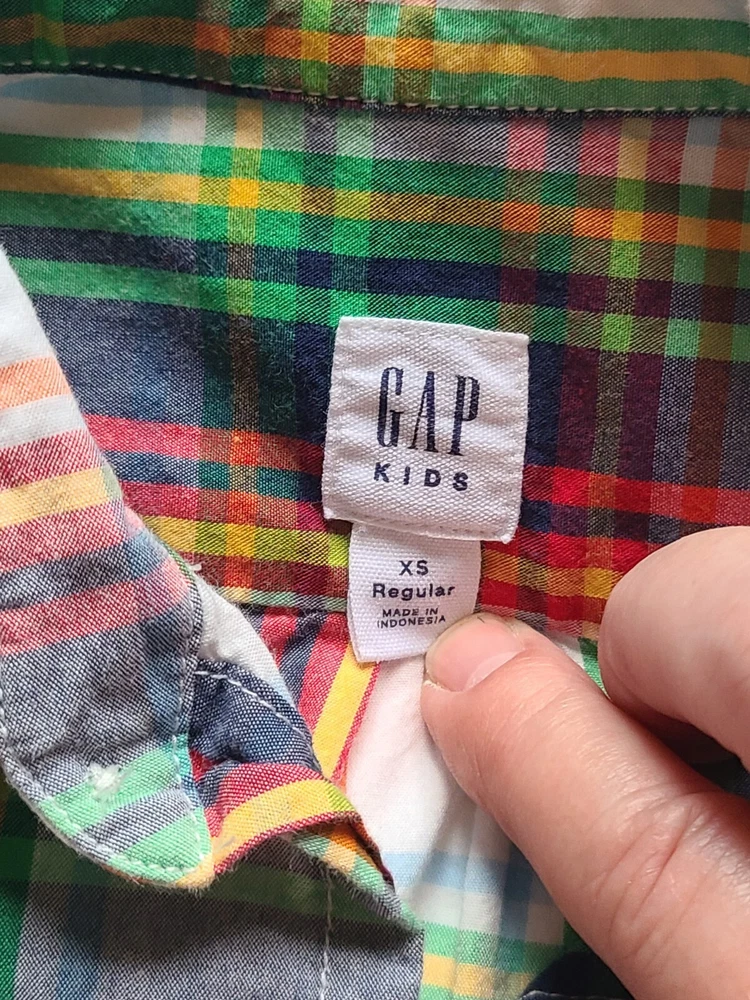 GAP
KIDS
XS
Regular
MADE IN
INDONESIA